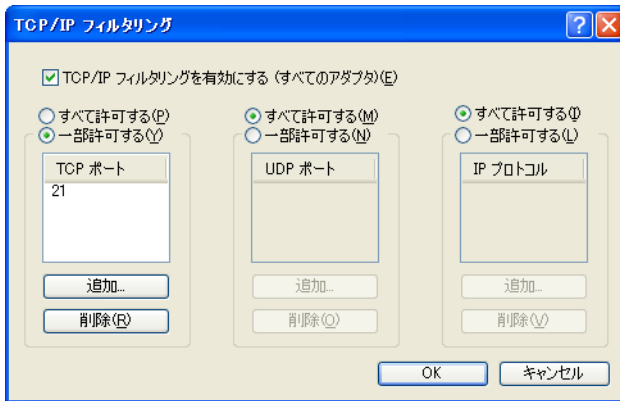 TCP/IP フィルタリング
TCP/IP フィルタリングを有効にする (すべてのアダプタ)(E)
すべて許可する(P)
一部許可する(Y)
TCP ポート
21
追加...
削除(R)
すべて許可する(M)
一部許可する(N)
UDP ポート
追加...
削除(O)
すべて許可する(I)
一部許可する(L)
IP プロトコル
追加...
削除(V)
OK
キャンセル